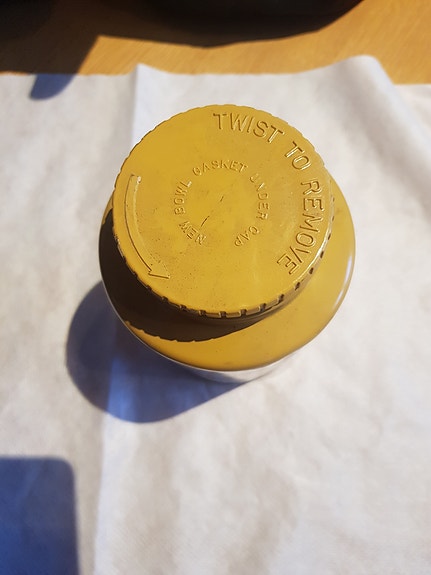 TWIST TO REMOVE
NEW BOWL GASKET UNDER CAP